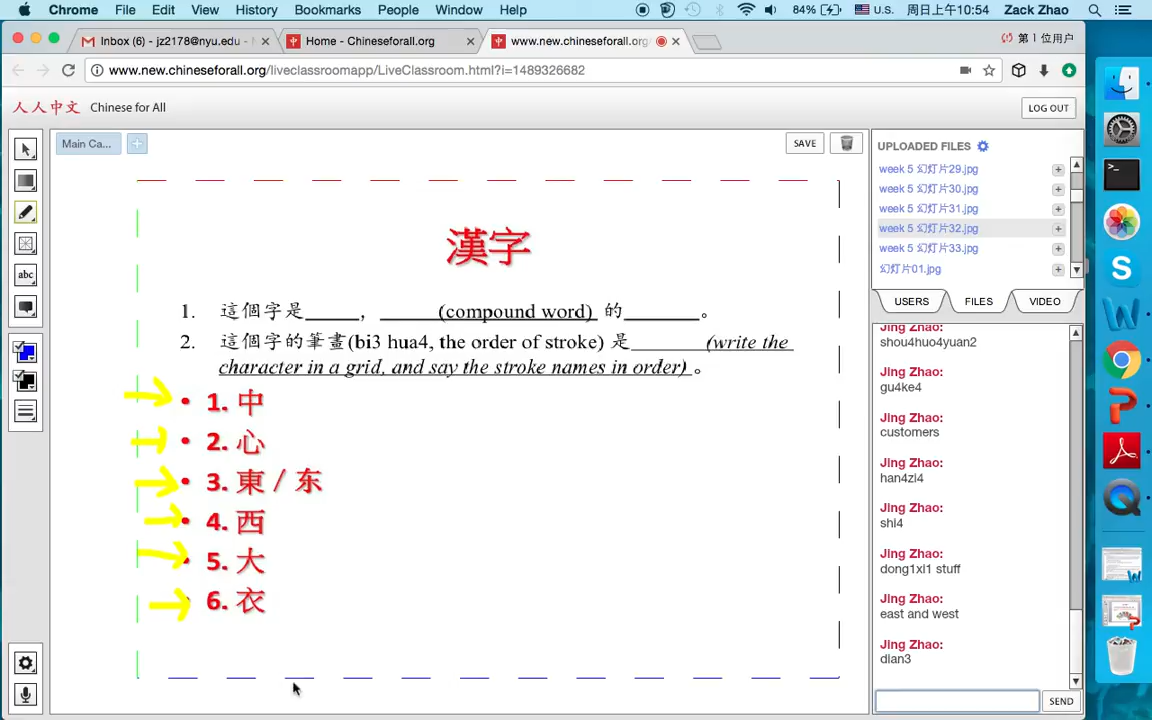 Chrome File Edit View History Bookmarks People Window Help 84% U.S. 周日上午10:54 Zack Zhao
Inbox (6) - jz2178@nyu.edu - Home - Chineseforall.org www.new.chineseforall.org 第 1 位用户
www.new.chineseforall.org/liveclassroomapp/LiveClassroom.html?i=1489326682
人人中文 Chinese for All LOG OUT
Main Ca... SAVE
UPLOADED FILES
week 5 幻灯片29.jpg
week 5 幻灯片30.jpg
week 5 幻灯片31.jpg
week 5 幻灯片32.jpg
week 5 幻灯片33.jpg
幻灯片01.jpg
USERS FILES VIDEO
abc
漢字
1. 這個字是_____, _____(compound word) 的_______。
2. 這個字的筆畫(bi3 hua4, the order of stroke) 是_______(write the
character in a grid, and say the stroke names in order) 。
• 1. 中
• 2. 心
• 3. 東 / 东
• 4. 西
• 5. 大
• 6. 衣
Jing Zhao:
shou4huo4yuan2
Jing Zhao:
gu4ke4
Jing Zhao:
customers
Jing Zhao:
han4zi4
Jing Zhao:
shi4
Jing Zhao:
dong1xi1 stuff
Jing Zhao:
east and west
Jing Zhao:
dian3
SEND